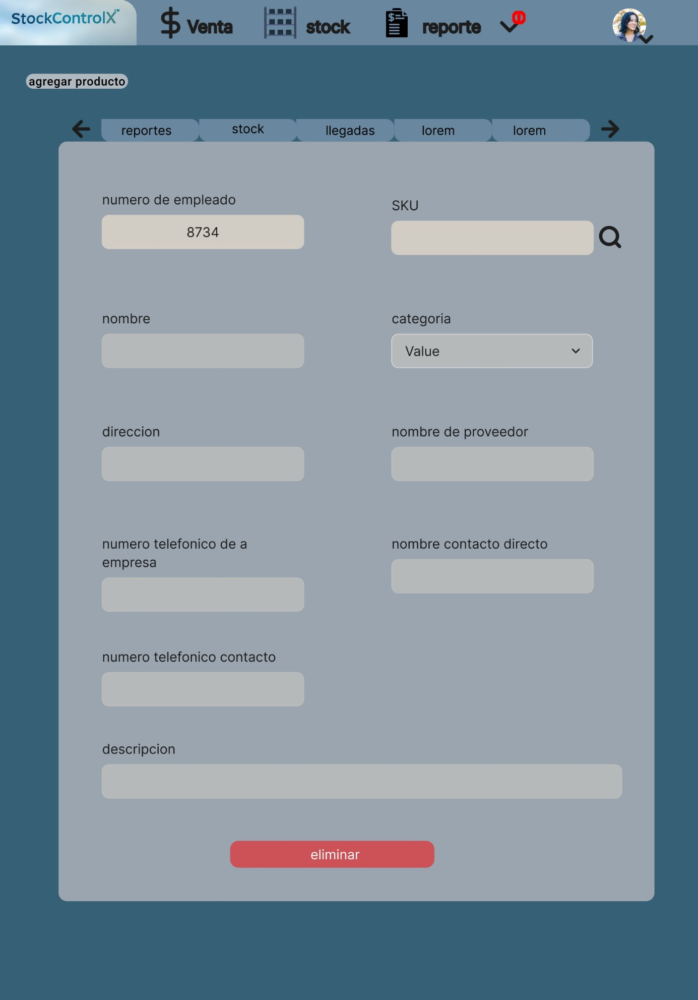 StockControlX
Venta
stock
reporte
0
agregar producto
reportes
stock
llegadas
lorem
lorem
numero de empleado
SKU
8734
nombre
categoria
Value
direccion
nombre de proveedor
numero telefonico de a
empresa
nombre contacto directo
numero telefonico contacto
descripcion
eliminar